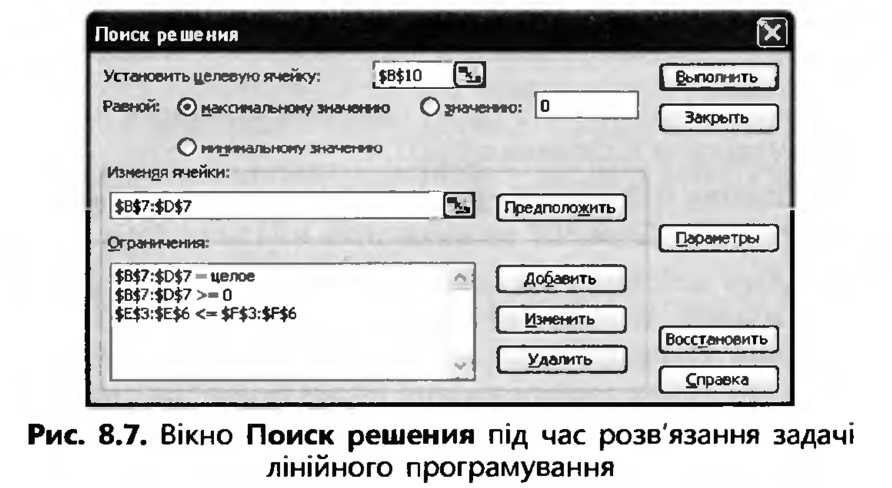 Поиск решения
Установить целевую ячейку: $B$10 Выполнить
Равной: максимальному значению значению: 0 Закрыть
минимальному значению
Изменяя ячейки:
$B$7:$D$7 Предположить
Ограничения: Параметры
$B$7:$D$7 = целое Добавить
$B$7:$D$7 >= 0
$E$3:$E$6 <= $F$3:$F$6 Изменить
Восстановить
Удалить
Справка
Рис. 8.7. Вікно Поиск решения під час розв'язання задачі
лінійного програмування